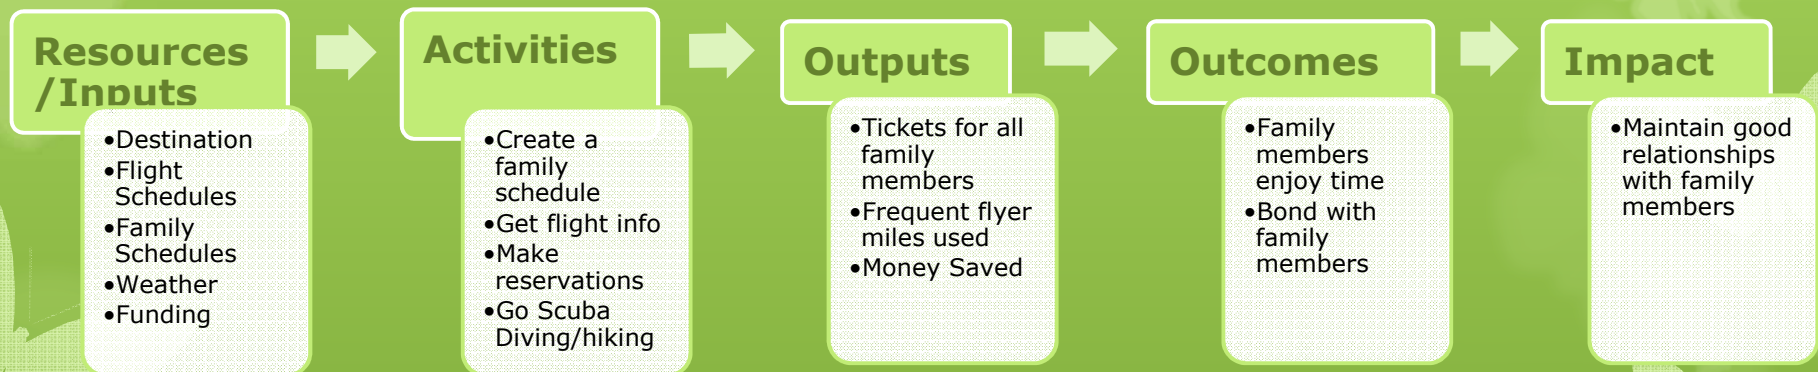 Resources
/Inputs
•Destination
•Flight
Schedules
•Family
Schedules
•Weather
•Funding
Activities
•Create a
family
schedule
•Get flight info
•Make
reservations
•Go Scuba
Diving/hiking
Outputs
•Tickets for all
family
members
•Frequent flyer
miles used
•Money Saved
Outcomes
•Family
members
enjoy time
•Bond with
family
members
Impact
•Maintain good
relationships
with family
members